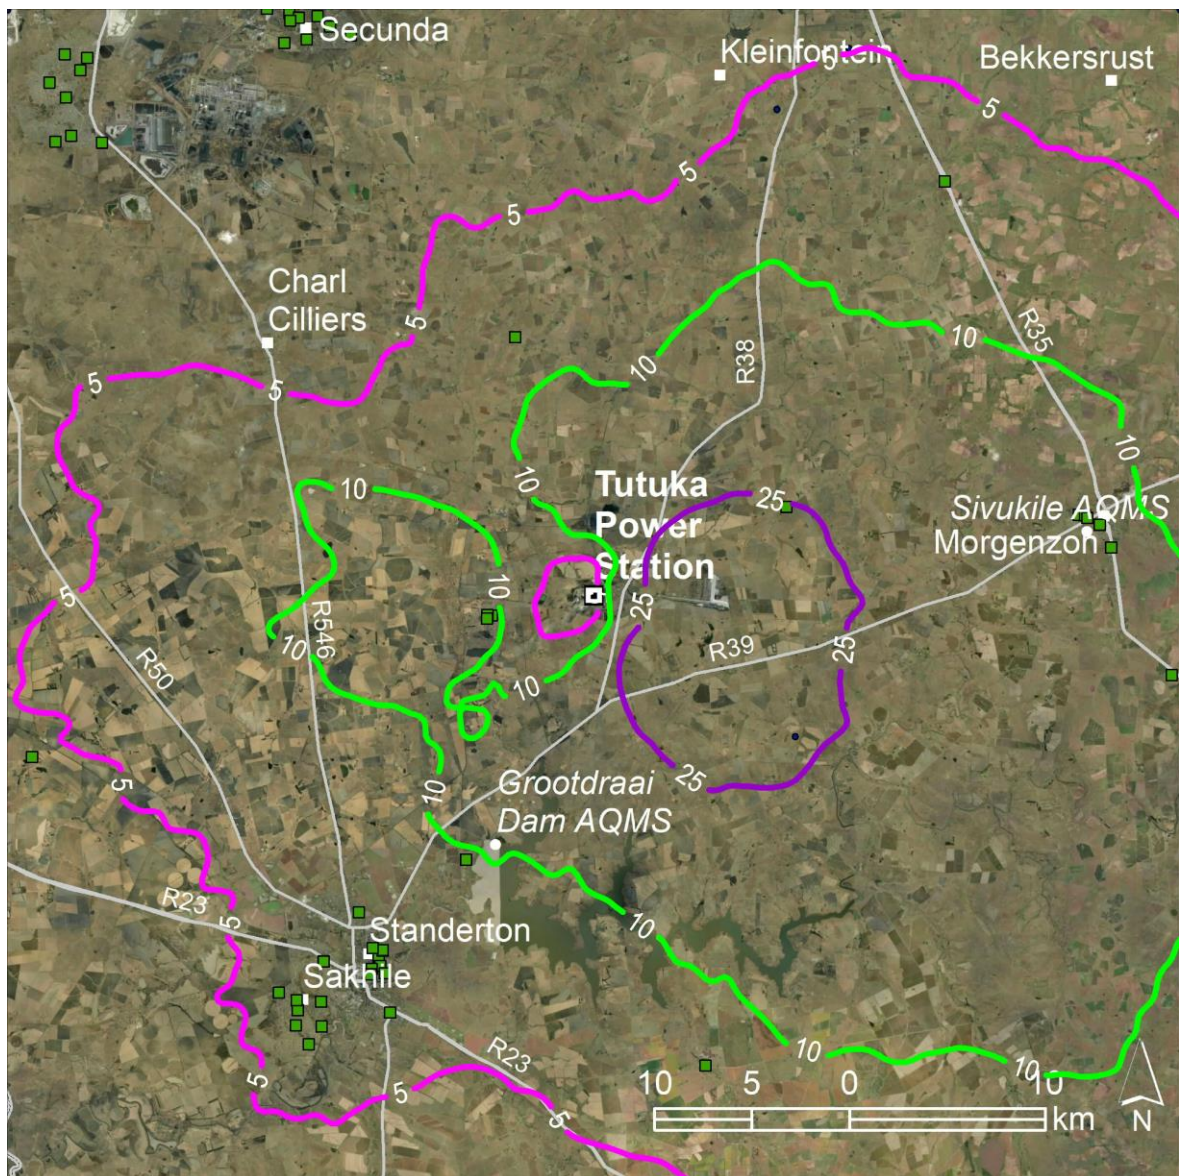 Secunda
Kleinfontein
5
Bekkersrust
5
5
5
Charl
Cilliers
5
R35
10
R38
10
5
5
10
10
10
Tutuka
Power
Station
25
Sivukile AQMS
Morgenzon
10
25
5
R546
10
R39
25
R50
10
25
5
10
Grootdraai
Dam AQMS
R23
5
10
Standerton
Sakhile
R23
10
10
5
5
5
10 5 0 10
km
N